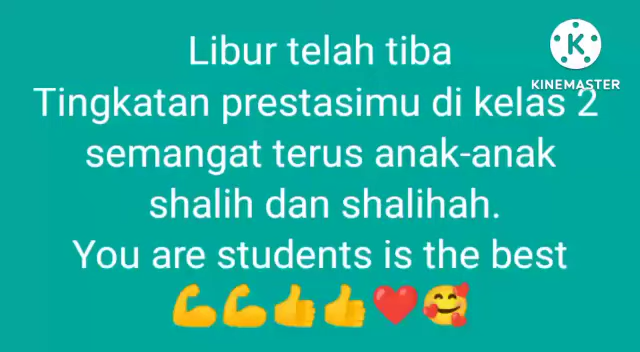 Libur telah tiba
KINEMASTER
Tingkatan prestasimu di kelas 2
semangat terus anak-anak
shalih dan shalihah.
You are students is the best
💪💪👍👍❤️🥰